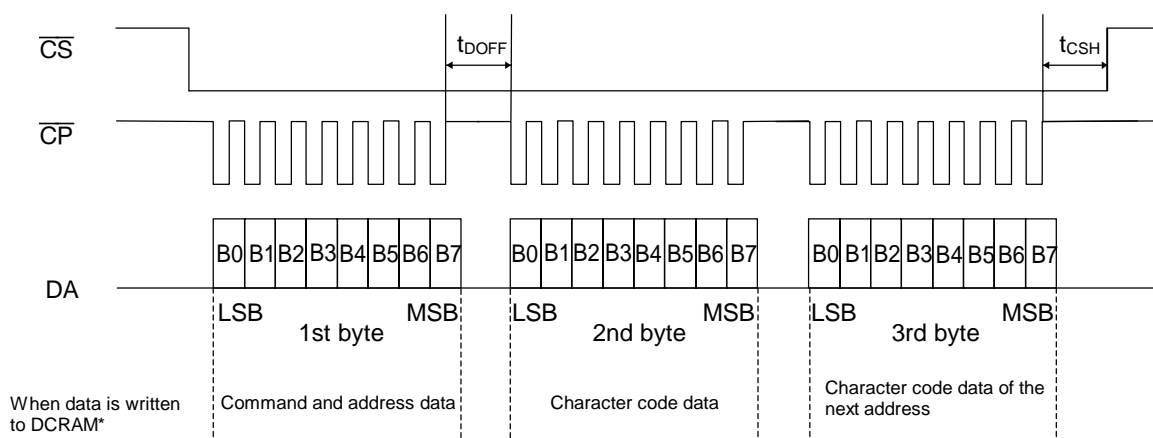 CS
tDOFF
tCSH
CP
DA
B0 B1 B2 B3 B4 B5 B6 B7
B0 B1 B2 B3 B4 B5 B6 B7
B0 B1 B2 B3 B4 B5 B6 B7
LSB MSB
LSB MSB
LSB MSB
1st byte
2nd byte
3rd byte
When data is written
to DCRAM*
Command and address data
Character code data
Character code data of the
next address